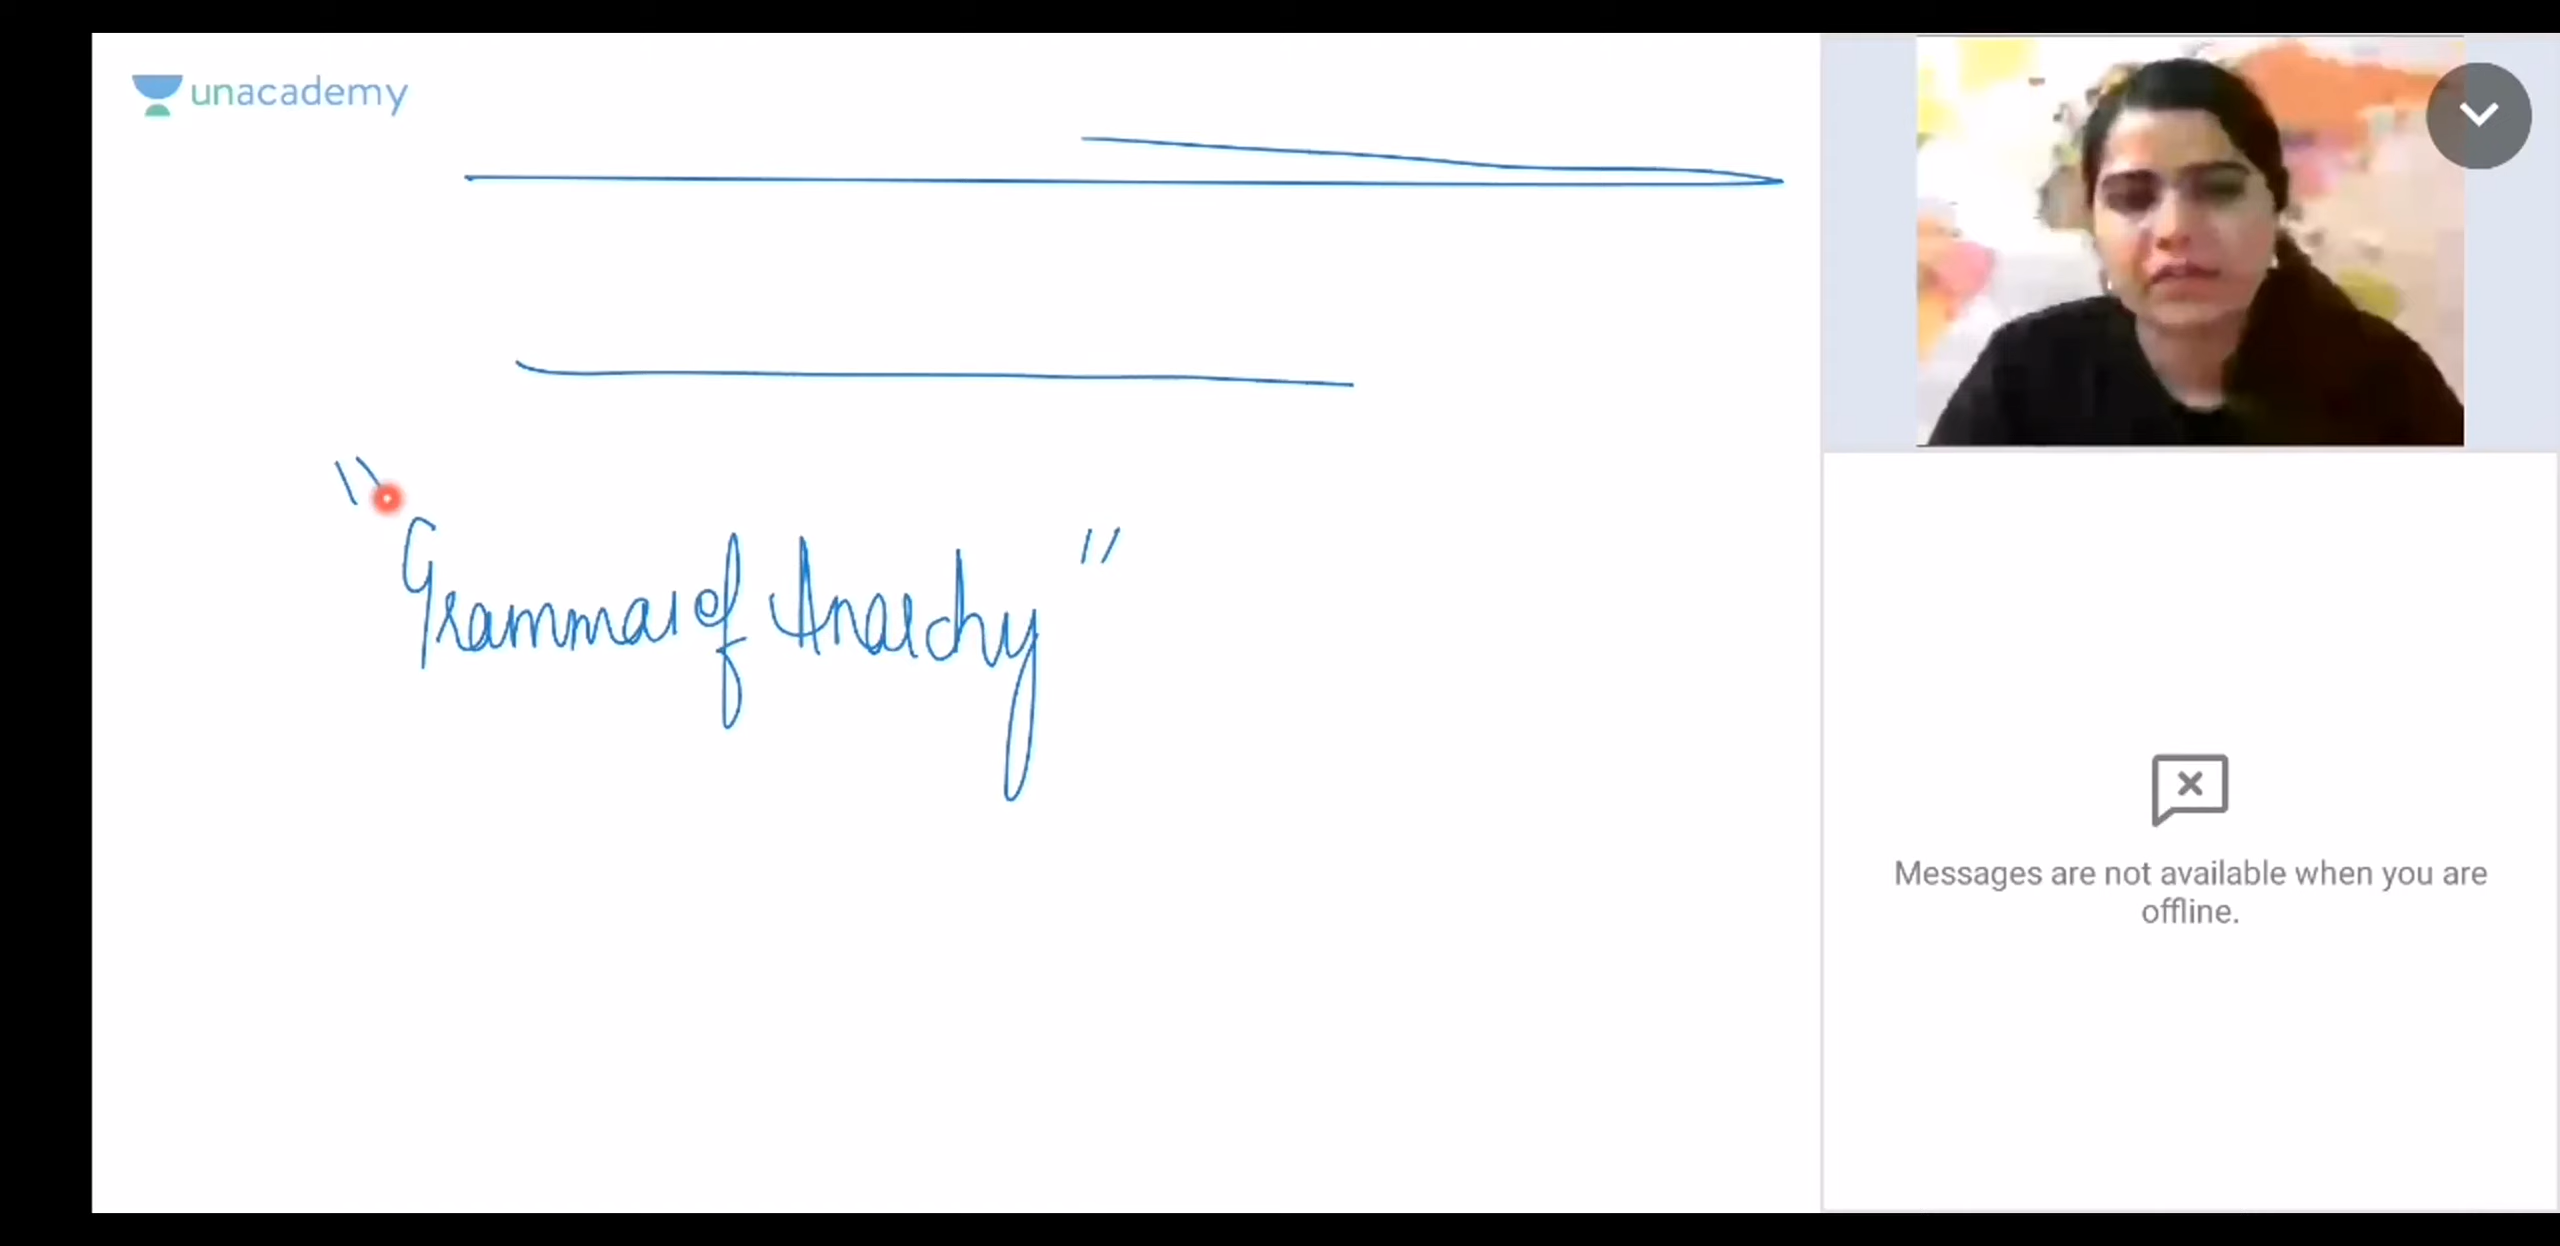 unacademy
"Grammar of Anarchy"
Messages are not available when you are
offline.